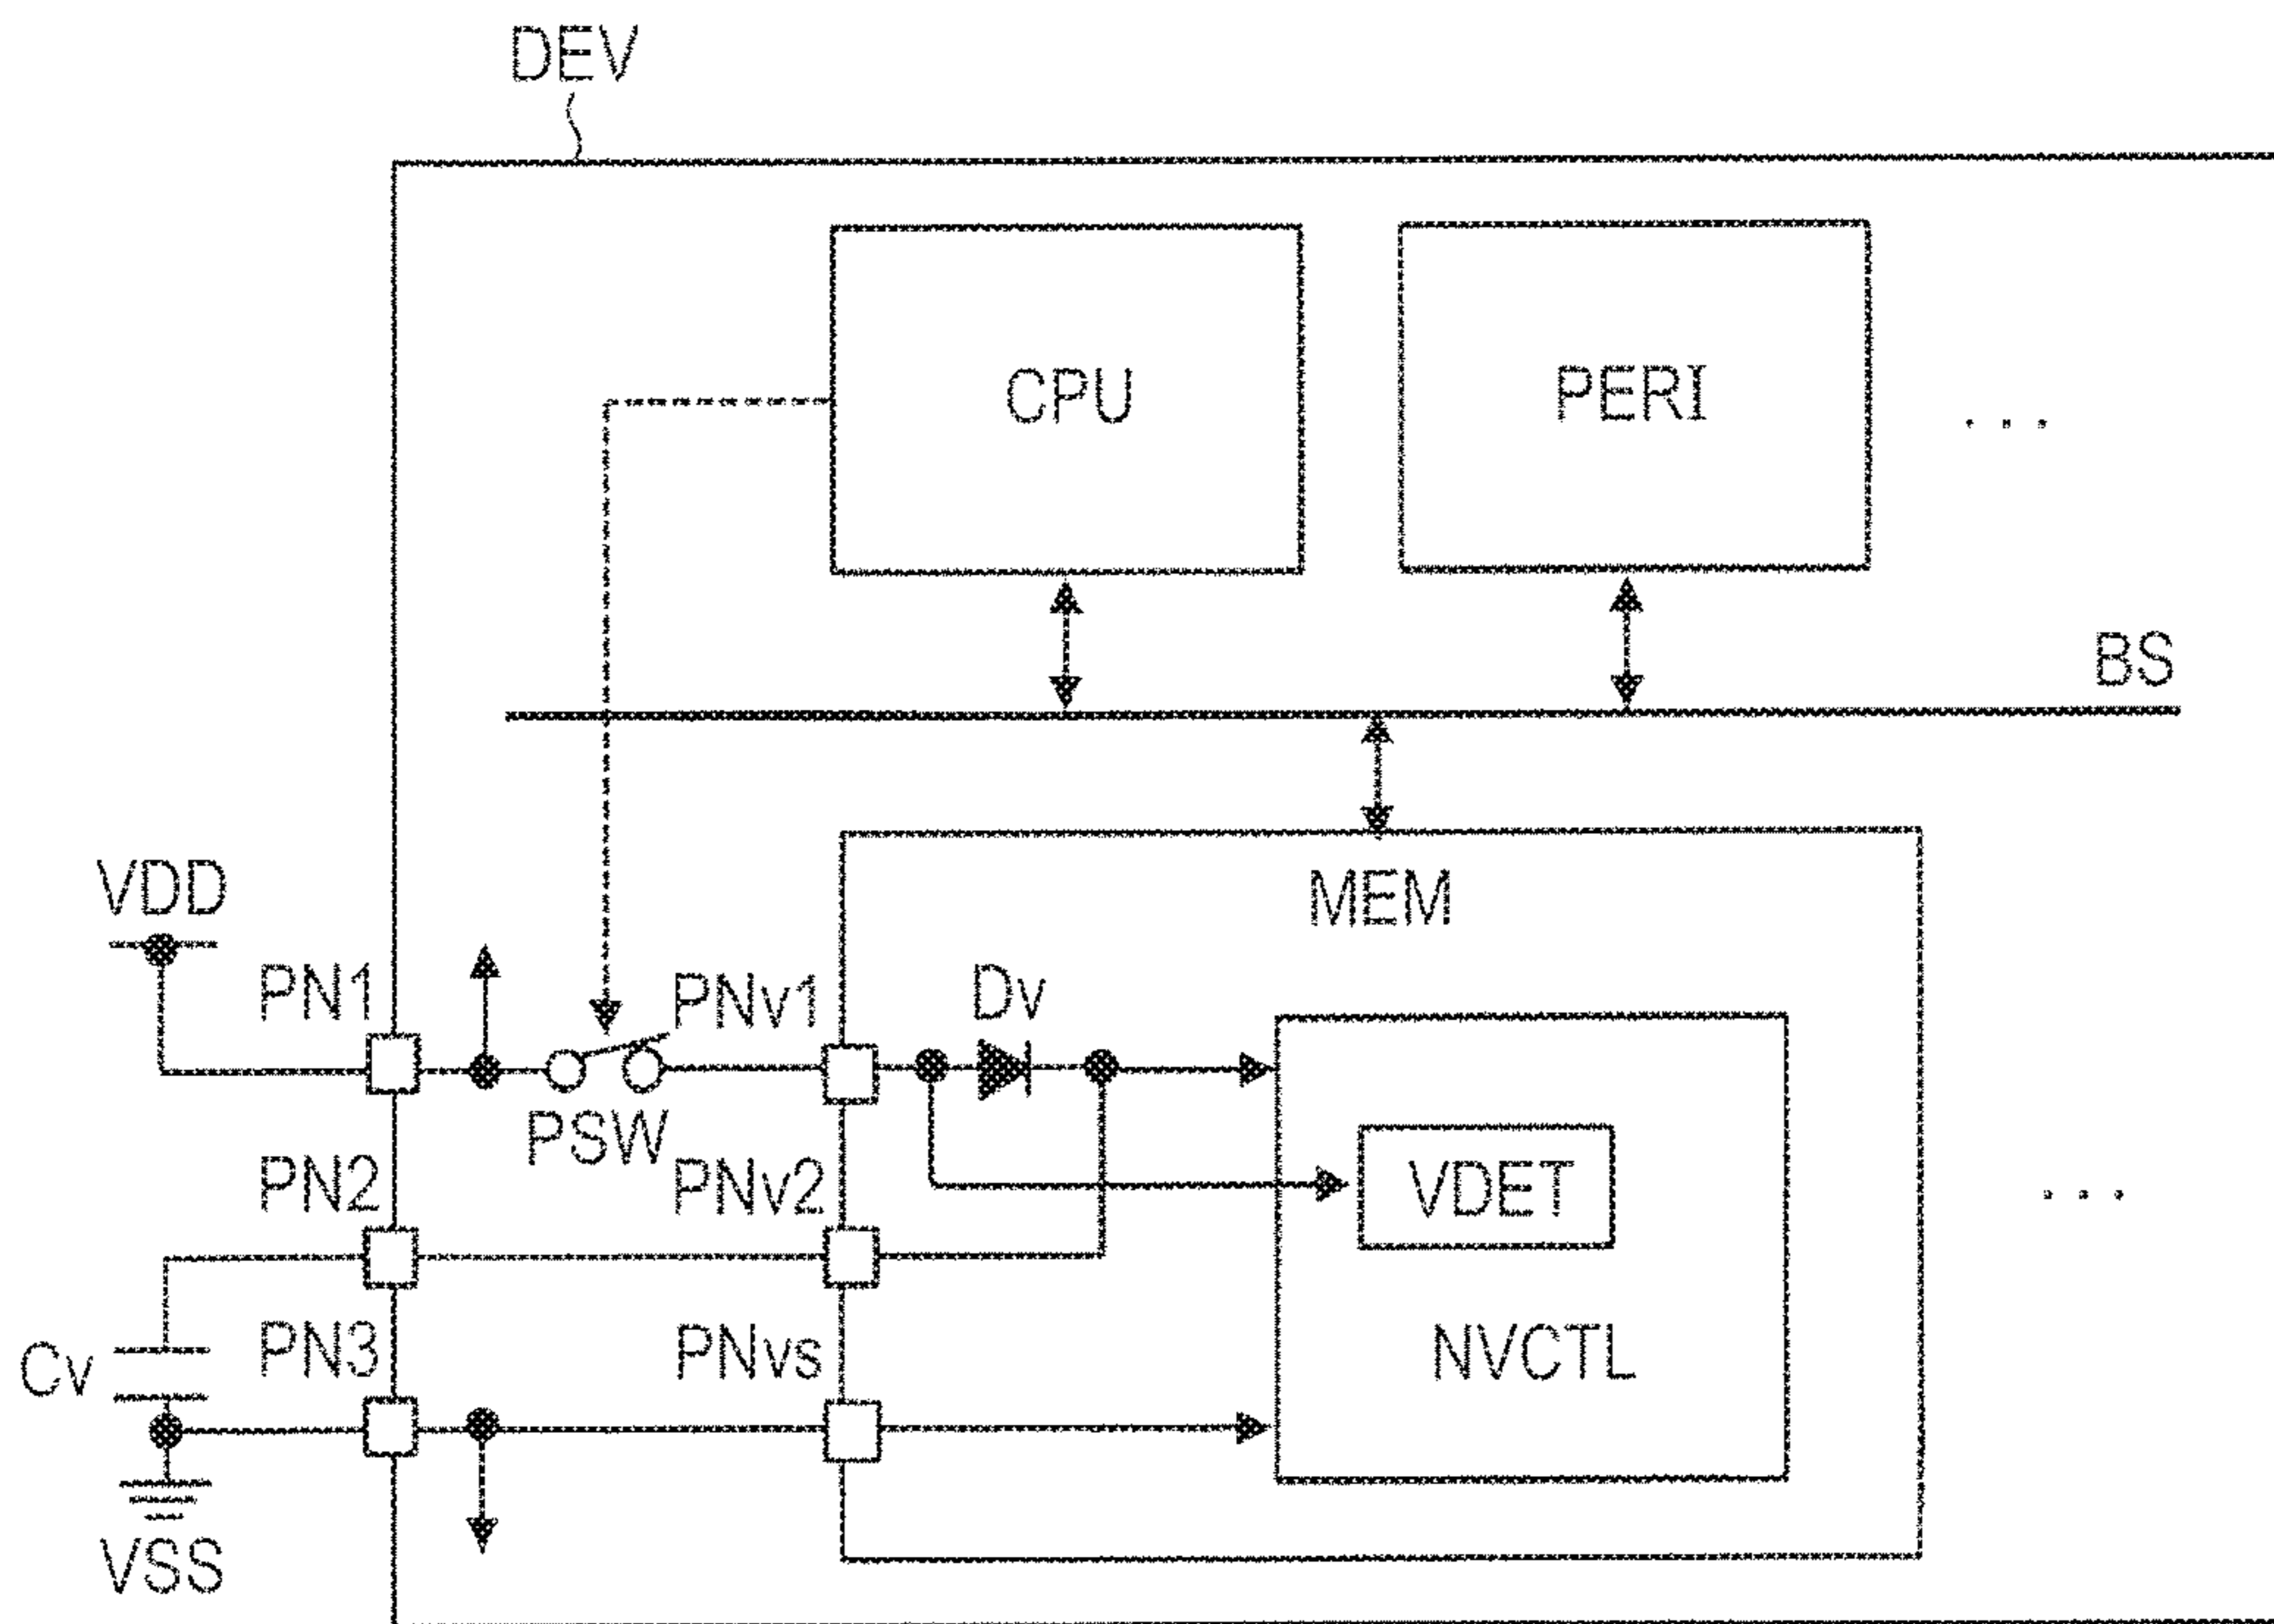 DEV
CPU
PERI
. . .
BS
VDD
MEM
PN1
PNv1
Dv
PSW
PN2
PNv2
VDET
. . .
Cv
PN3
PNvs
NVCTL
VSS